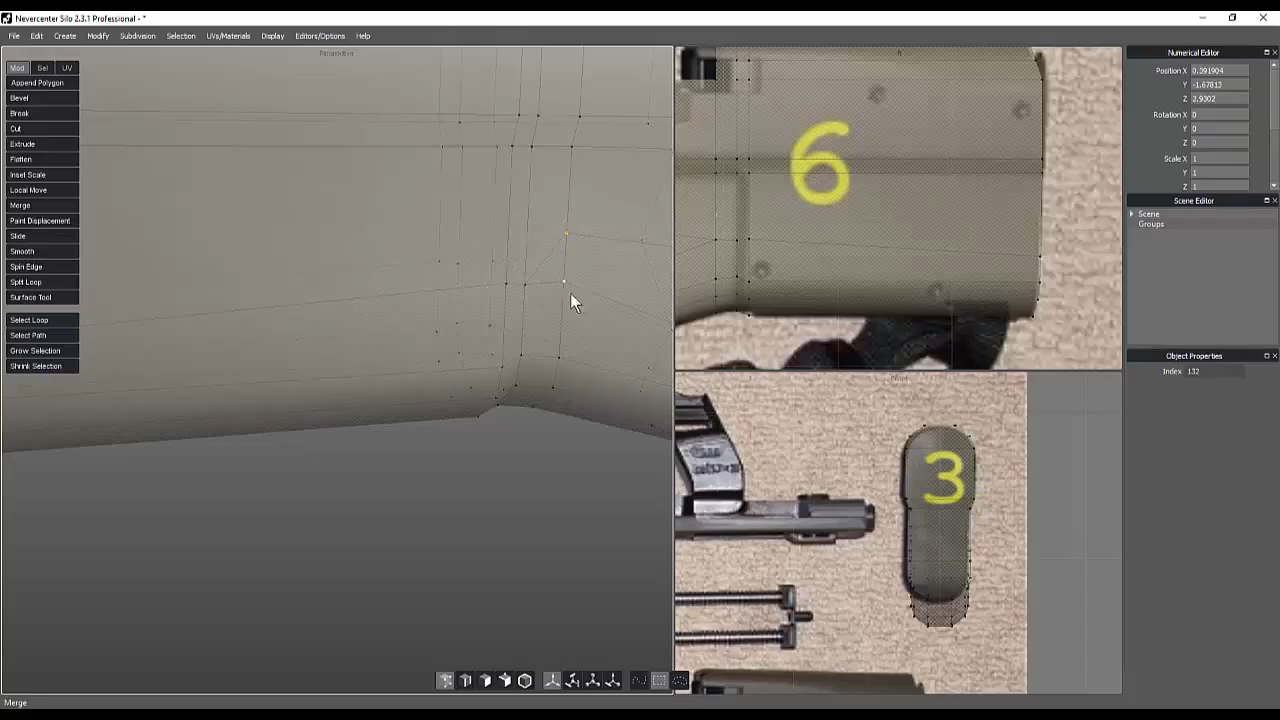 Nevercenter Silo 2.3.1 Professional - *
File Edit Create Modify Subdivision Selection UVs/Materials Display Editors/Options Help
Perspective
Mod Sel UV
Append Polygon
Bevel
Break
Cut
Extrude
Flatten
Inset Scale
Local Move
Merge
Paint Displacement
Slide
Smooth
Spin Edge
Split Loop
Surface Tool
Select Loop
Select Path
Grow Selection
Shrink Selection
6
3
Numerical Editor
Position X 0.391904
Y -1.67813
Z 2.9302
Rotation X 0
Y 0
Z 0
Scale X 1
Y 1
Z 1
Scene Editor
Scene
Groups
Object Properties
Index 132
Merge